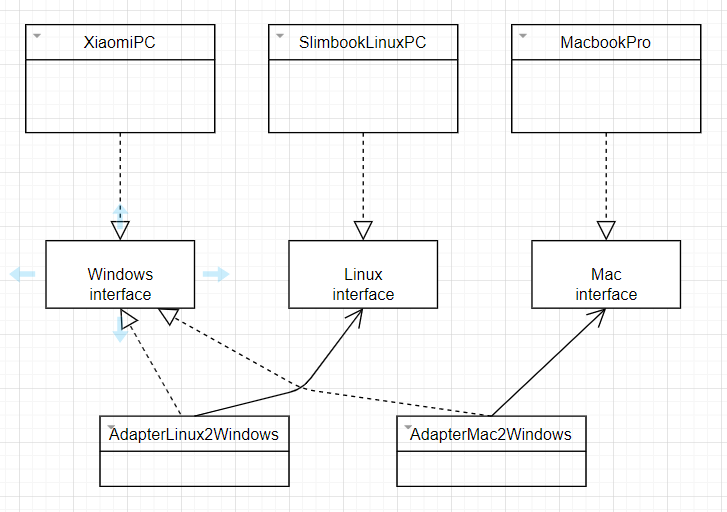 XiaomiPC
SlimbookLinuxPC
MacbookPro
Windows
interface
Linux
interface
Mac
interface
AdapterLinux2Windows
AdapterMac2Windows